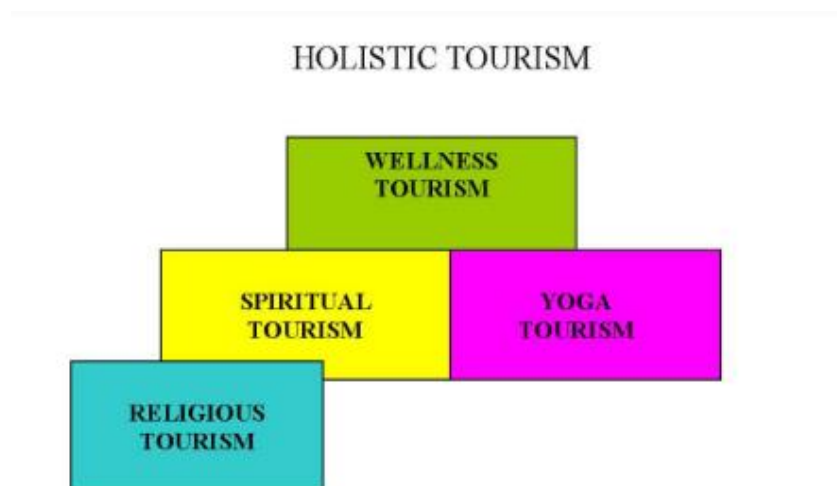 HOLISTIC TOURISM
WELLNESS
TOURISM
SPIRITUAL
TOURISM
YOGA
TOURISM
RELIGIOUS
TOURISM